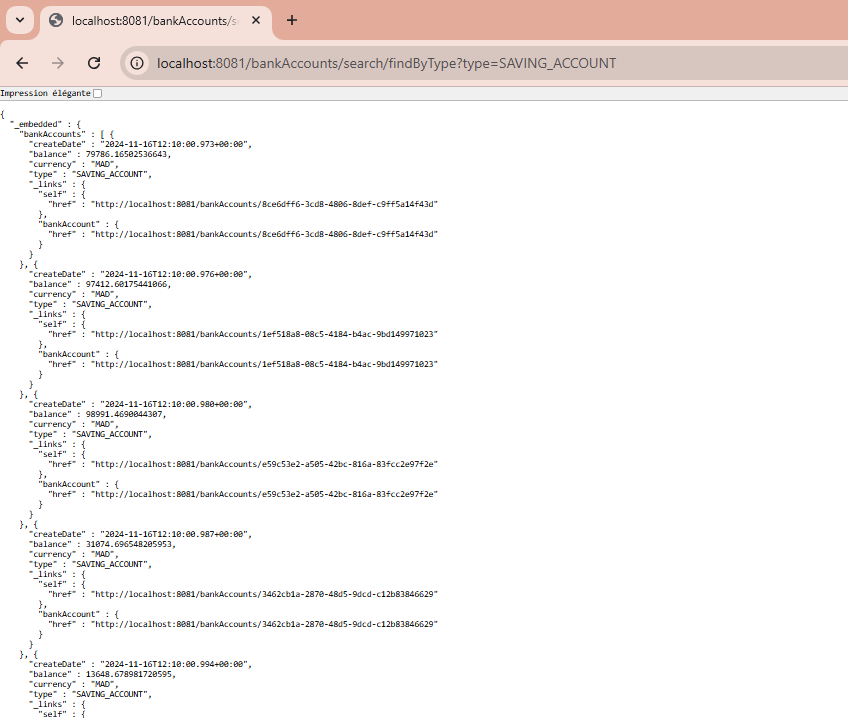 localhost:8081/bankAccounts/s
localhost:8081/bankAccounts/search/findByType?type=SAVING_ACCOUNT
Impression élégante
{
  "_embedded" : {
    "bankAccounts" : [ {
      "createDate" : "2024-11-16T12:10:00.973+00:00",
      "balance" : 79786.16502536643,
      "currency" : "MAD",
      "type" : "SAVING_ACCOUNT",
      "_links" : {
        "self" : {
          "href" : "http://localhost:8081/bankAccounts/8ce6dff6-3cd8-4806-8def-c9ff5a14f43d"
        },
        "bankAccount" : {
          "href" : "http://localhost:8081/bankAccounts/8ce6dff6-3cd8-4806-8def-c9ff5a14f43d"
        }
      }
    }, {
      "createDate" : "2024-11-16T12:10:00.976+00:00",
      "balance" : 97412.60175441066,
      "currency" : "MAD",
      "type" : "SAVING_ACCOUNT",
      "_links" : {
        "self" : {
          "href" : "http://localhost:8081/bankAccounts/1ef518a8-08c5-4184-b4ac-9bd149971023"
        },
        "bankAccount" : {
          "href" : "http://localhost:8081/bankAccounts/1ef518a8-08c5-4184-b4ac-9bd149971023"
        }
      }
    }, {
      "createDate" : "2024-11-16T12:10:00.980+00:00",
      "balance" : 98991.4690044307,
      "currency" : "MAD",
      "type" : "SAVING_ACCOUNT",
      "_links" : {
        "self" : {
          "href" : "http://localhost:8081/bankAccounts/e59c53e2-a505-42bc-816a-83fcc2e97f2e"
        },
        "bankAccount" : {
          "href" : "http://localhost:8081/bankAccounts/e59c53e2-a505-42bc-816a-83fcc2e97f2e"
        }
      }
    }, {
      "createDate" : "2024-11-16T12:10:00.987+00:00",
      "balance" : 31074.696548205953,
      "currency" : "MAD",
      "type" : "SAVING_ACCOUNT",
      "_links" : {
        "self" : {
          "href" : "http://localhost:8081/bankAccounts/3462cb1a-2870-48d5-9dcd-c12b83846629"
        },
        "bankAccount" : {
          "href" : "http://localhost:8081/bankAccounts/3462cb1a-2870-48d5-9dcd-c12b83846629"
        }
      }
    }, {
      "createDate" : "2024-11-16T12:10:00.994+00:00",
      "balance" : 13648.678981720595,
      "currency" : "MAD",
      "type" : "SAVING_ACCOUNT",
      "_links" : {
        "self" : {